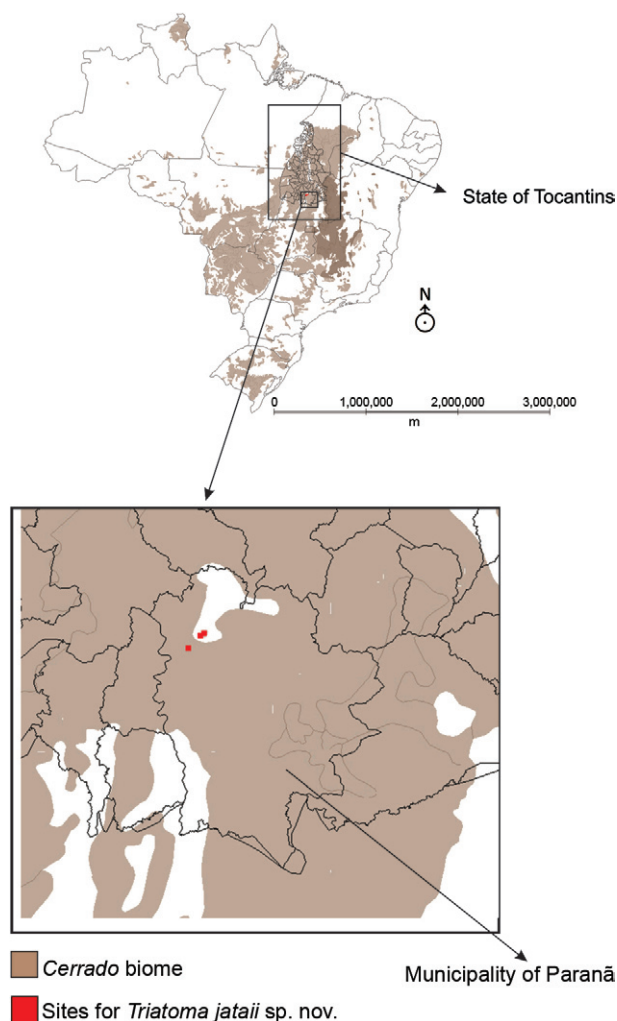 State of Tocantins
N
0 1,000,000 2,000,000 3,000,000
m
Municipality of Paranã
Cerrado biome
Sites for Triatoma jataii sp. nov.